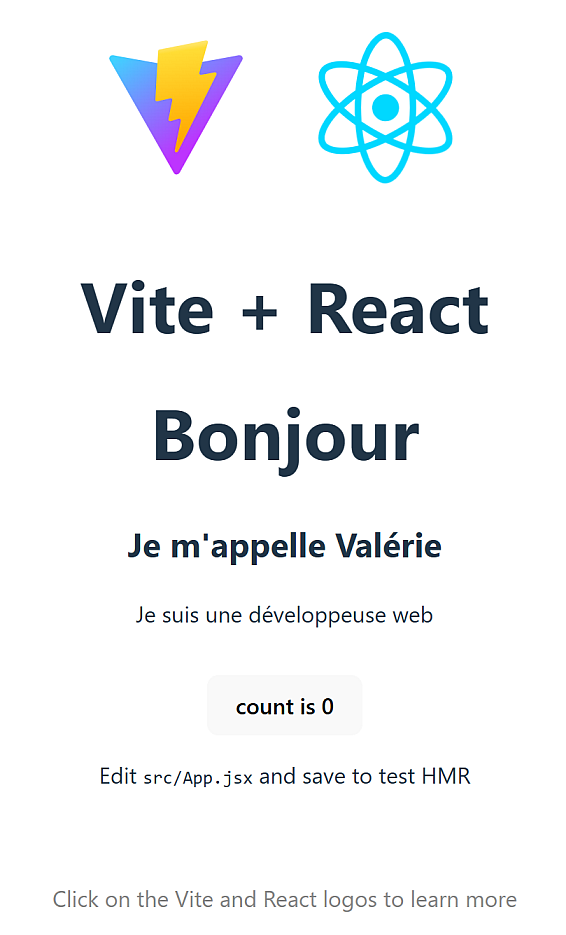 Vite + React
Bonjour
Je m'appelle Valérie
Je suis une développeuse web
count is 0
Edit src/App.jsx and save to test HMR
Click on the Vite and React logos to learn more